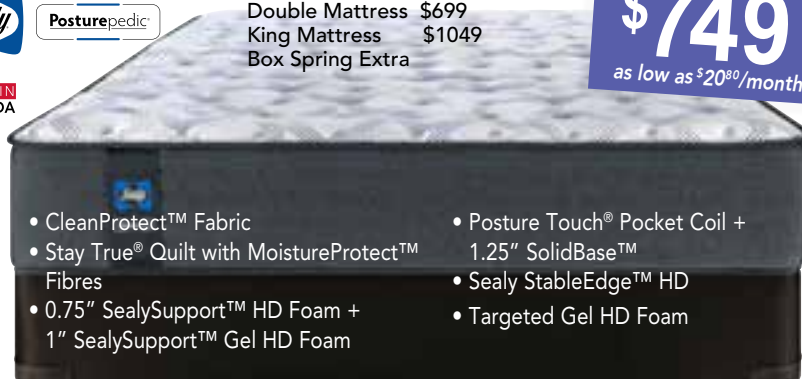 Posturepedic®
Double Mattress $699
King Mattress $1049
Box Spring Extra
$749
as low as $20⁸⁰/month
• CleanProtect™ Fabric
• Stay True® Quilt with MoistureProtect™
Fibres
• 0.75” SealySupport™ HD Foam +
1” SealySupport™ Gel HD Foam
• Posture Touch® Pocket Coil +
1.25” SolidBase™
• Sealy StableEdge™ HD
• Targeted Gel HD Foam